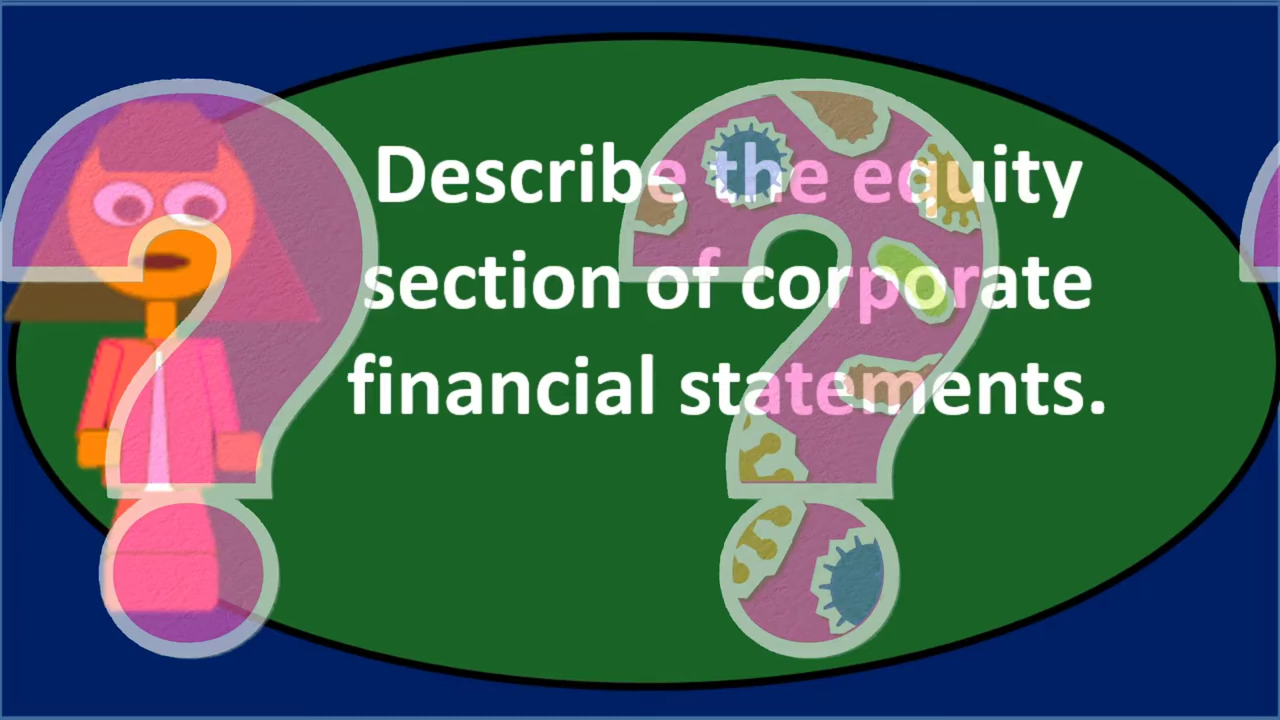 Describe the equity
section of corporate
financial statements.